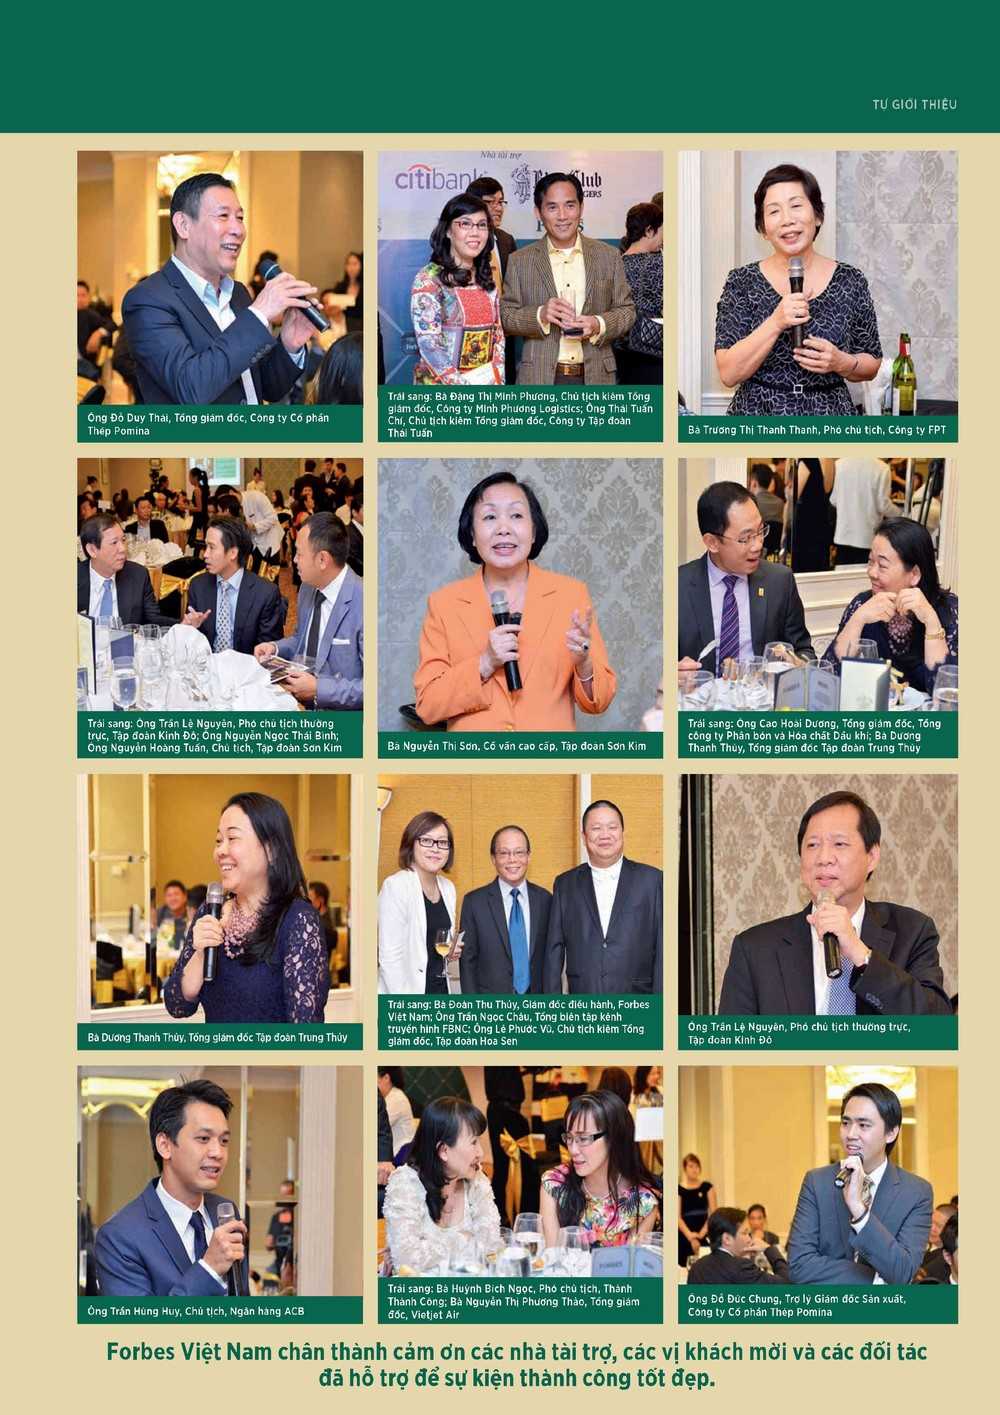 TỰ GIỚI THIỆU
Nhà tài trợ
citibank
Club
Ông Đỗ Duy Thái, Tổng giám đốc, Công ty Cổ phần
Thép Pomina
Trái sang: Bà Đặng Thị Minh Phương, Chủ tịch kiêm Tổng
giám đốc, Công ty Minh Phương Logistics; Ông Thái Tuấn
Chí, Chủ tịch kiêm Tổng giám đốc, Công ty Tập đoàn
Thái Tuấn
Bà Trương Thị Thanh Thanh, Phó chủ tịch, Công ty FPT
Trái sang: Ông Trần Lệ Nguyên, Phó chủ tịch thường
trực, Tập đoàn Kinh Đô; Ông Nguyễn Ngọc Thái Bình;
Ông Nguyễn Hoàng Tuấn, Chủ tịch, Tập đoàn Sơn Kim
Bà Nguyễn Thị Sơn, Cố vấn cao cấp, Tập đoàn Sơn Kim
Trái sang: Ông Cao Hoài Dương, Tổng giám đốc, Tổng
công ty Phân bón và Hóa chất Dầu khí; Bà Dương
Thanh Thủy, Tổng giám đốc Tập đoàn Trung Thủy
Bà Dương Thanh Thủy, Tổng giám đốc Tập đoàn Trung Thủy
Trái sang: Bà Đoàn Thu Thủy, Giám đốc điều hành, Forbes
Việt Nam; Ông Trần Ngọc Châu, Tổng biên tập kênh
truyền hình FBNC; Ông Lê Phước Vũ, Chủ tịch kiêm Tổng
giám đốc, Tập đoàn Hoa Sen
Ông Trần Lệ Nguyên, Phó chủ tịch thường trực,
Tập đoàn Kinh Đô
Ông Trần Hùng Huy, Chủ tịch, Ngân hàng ACB
FORBES
Trái sang: Bà Huỳnh Bích Ngọc, Phó chủ tịch, Thành
Thành Công; Bà Nguyễn Thị Phương Thảo, Tổng giám
đốc, Vietjet Air
Ông Đỗ Đức Chung, Trợ lý Giám đốc Sản xuất,
Công ty Cổ phần Thép Pomina
Forbes Việt Nam chân thành cảm ơn các nhà tài trợ, các vị khách mời và các đối tác
đã hỗ trợ để sự kiện thành công tốt đẹp.